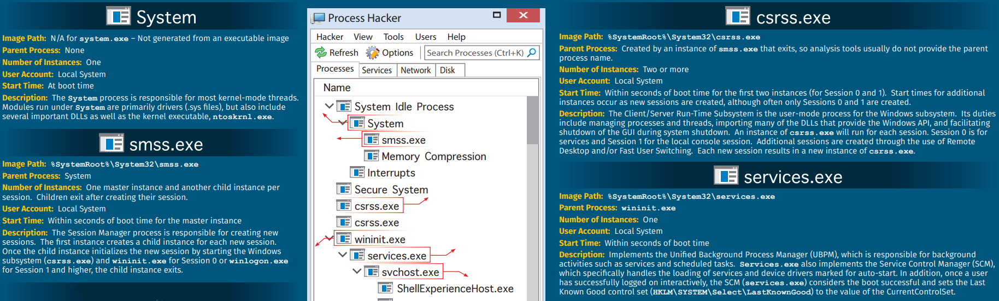 System
Image Path: N/A for system.exe – Not generated from an executable image
Parent Process: None
Number of Instances: One
User Account: Local System
Start Time: At boot time
Description: The System process is responsible for most kernel-mode threads.
Modules run under System are primarily drivers (.sys files), but also include
several important DLLs as well as the kernel executable, ntoskrnl.exe.
smss.exe
Image Path: %SystemRoot%\System32\smss.exe
Parent Process: System
Number of Instances: One master instance and another child instance per
session. Children exit after creating their session.
User Account: Local System
Start Time: Within seconds of boot time for the master instance
Description: The Session Manager process is responsible for creating new
sessions. The first instance creates a child instance for each new session.
Once the child instance initializes the new session by starting the Windows
subsystem (csrss.exe) and wininit.exe for Session 0 or winlogon.exe
for Session 1 and higher, the child instance exits.
Process Hacker
Hacker View Tools Users Help
Refresh Options Search Processes (Ctrl+K)
Processes Services Network Disk
Name
System Idle Process
System
smss.exe
Memory Compression
Interrupts
Secure System
csrss.exe
csrss.exe
wininit.exe
services.exe
svchost.exe
ShellExperienceHost.exe
csrss.exe
Image Path: %SystemRoot%\System32\csrss.exe
Parent Process: Created by an instance of smss.exe that exits, so analysis tools usually do not provide the parent
process name.
Number of Instances: Two or more
User Account: Local System
Start Time: Within seconds of boot time for the first two instances (for Session 0 and 1). Start times for additional
instances occur as new sessions are created, although often only Sessions 0 and 1 are created.
Description: The Client/Server Run-Time Subsystem is the user-mode process for the Windows subsystem. Its duties
include managing processes and threads, importing many of the DLLs that provide the Windows API, and facilitating
shutdown of the GUI during system shutdown. An instance of csrss.exe will run for each session. Session 0 is for
services and Session 1 for the local console session. Additional sessions are created through the use of Remote
Desktop and/or Fast User Switching. Each new session results in a new instance of csrss.exe.
services.exe
Image Path: %SystemRoot%\System32\services.exe
Parent Process: wininit.exe
Number of Instances: One
User Account: Local System
Start Time: Within seconds of boot time
Description: Implements the Unified Background Process Manager (UBPM), which is responsible for background
activities such as services and scheduled tasks. Services.exe also implements the Service Control Manager (SCM),
which specifically handles the loading of services and device drivers marked for auto-start. In addition, once a user
has successfully logged on interactively, the SCM (services.exe) considers the boot successful and sets the Last
Known Good control set (HKLM\SYSTEM\Select\LastKnownGood) to the value of the CurrentControlSet.